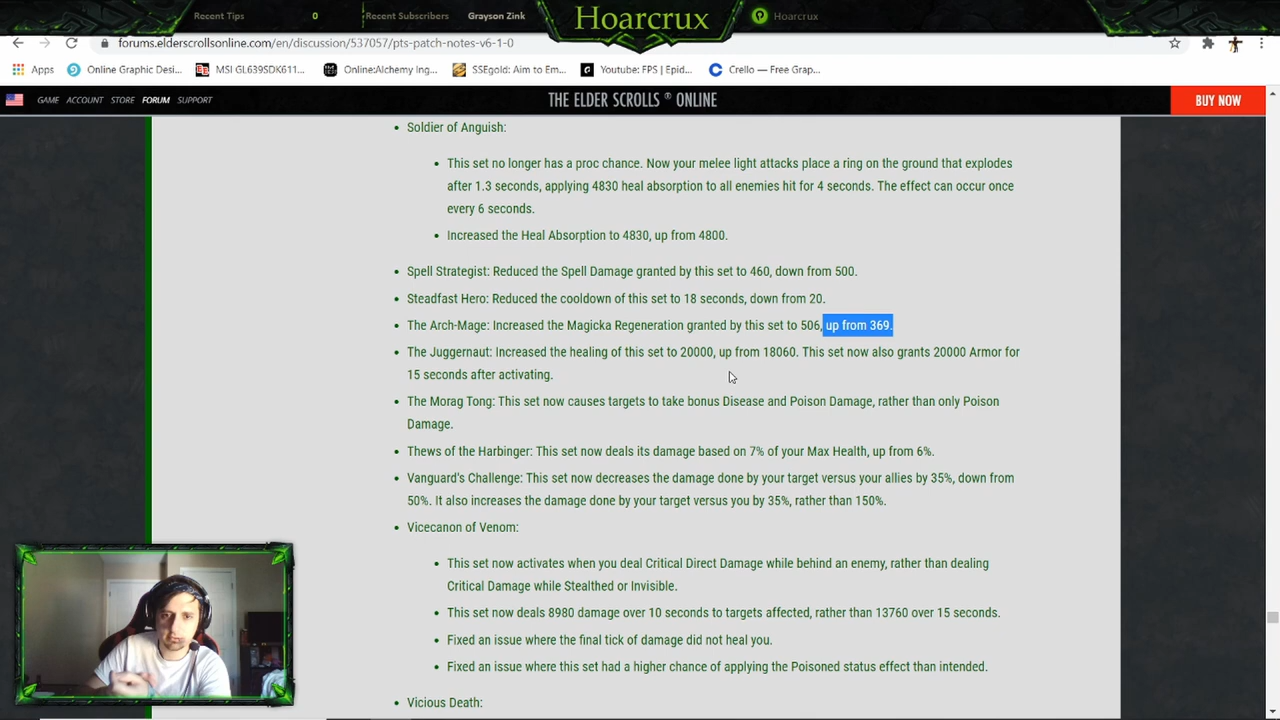 Recent Tips 0 Recent Subscribers Grayson Zink Hoarcrux Hoarcrux
forums.elderscrollsonline.com/en/discussion/537057/pts-patch-notes-v6-1-0
Apps Online Graphic Desi... MSI GL639SDK611... Online:Alchemy Ing... SSEgold: Aim to Em... Youtube: FPS | Epid... Crello — Free Grap...
GAME ACCOUNT STORE FORUM SUPPORT THE ELDER SCROLLS ® ONLINE BUY NOW
• Soldier of Anguish:
• This set no longer has a proc chance. Now your melee light attacks place a ring on the ground that explodes
after 1.3 seconds, applying 4830 heal absorption to all enemies hit for 4 seconds. The effect can occur once
every 6 seconds.
• Increased the Heal Absorption to 4830, up from 4800.
• Spell Strategist: Reduced the Spell Damage granted by this set to 460, down from 500.
• Steadfast Hero: Reduced the cooldown of this set to 18 seconds, down from 20.
• The Arch-Mage: Increased the Magicka Regeneration granted by this set to 506, up from 369.
• The Juggernaut: Increased the healing of this set to 20000, up from 18060. This set now also grants 20000 Armor for
15 seconds after activating.
• The Morag Tong: This set now causes targets to take bonus Disease and Poison Damage, rather than only Poison
Damage.
• Thews of the Harbinger: This set now deals its damage based on 7% of your Max Health, up from 6%.
• Vanguard's Challenge: This set now decreases the damage done by your target versus your allies by 35%, down from
50%. It also increases the damage done by your target versus you by 35%, rather than 150%.
• Vicecanon of Venom:
• This set now activates when you deal Critical Direct Damage while behind an enemy, rather than dealing
Critical Damage while Stealthed or Invisible.
• This set now deals 8980 damage over 10 seconds to targets affected, rather than 13760 over 15 seconds.
• Fixed an issue where the final tick of damage did not heal you.
• Fixed an issue where this set had a higher chance of applying the Poisoned status effect than intended.
• Vicious Death: